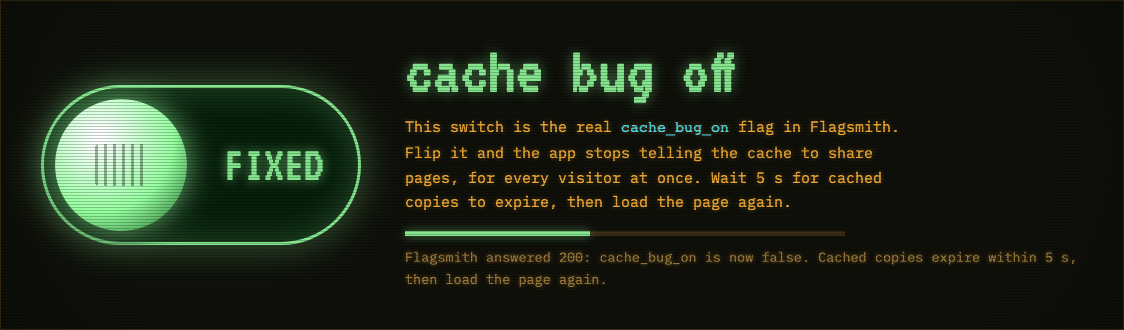 cache bug off
FIXED
This switch is the real cache_bug_on flag in Flagsmith.
Flip it and the app stops telling the cache to share
pages, for every visitor at once. Wait 5 s for cached
copies to expire, then load the page again.
Flagsmith answered 200: cache_bug_on is now false. Cached copies expire within 5 s,
then load the page again.